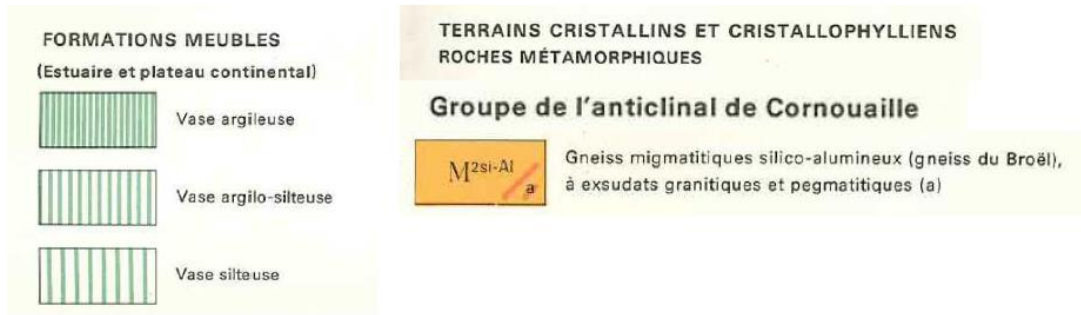 FORMATIONS MEUBLES
(Estuaire et plateau continental)
Vase argileuse
Vase argilo-silteuse
Vase silteuse
TERRAINS CRISTALLINS ET CRISTALLOPHYLLIENS
ROCHES MÉTAMORPHIQUES
Groupe de l'anticlinal de Cornouaille
M²si-Al
a
Gneiss migmatitiques silico-alumineux (gneiss du Broël),
à exsudats granitiques et pegmatitiques (a)